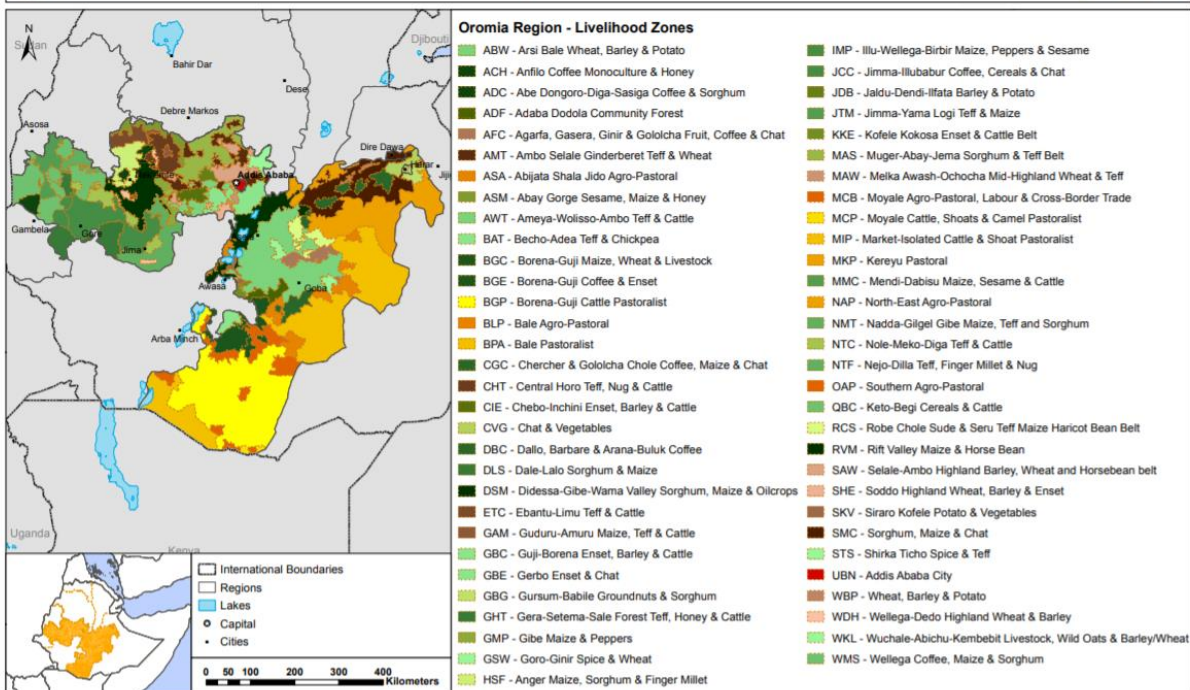 N
Sudan
Djibouti
Bahir Dar
Dese
Debre Markos
Asosa
Dire Dawa
Harar
Jiji
Addis Ababa
Gambela
Gore
Jima
Awasa
Goba
Arba Minch
Uganda
Kenya
International Boundaries
Regions
Lakes
Capital
Cities
0 50 100 200 300 400
Kilometers
Oromia Region - Livelihood Zones
ABW - Arsi Bale Wheat, Barley & Potato
ACH - Anfilo Coffee Monoculture & Honey
ADC - Abe Dongoro-Diga-Sasiga Coffee & Sorghum
ADF - Adaba Dodola Community Forest
AFC - Agarfa, Gasera, Ginir & Gololcha Fruit, Coffee & Chat
AMT - Ambo Selale Ginderberet Teff & Wheat
ASA - Abijata Shala Jido Agro-Pastoral
ASM - Abay Gorge Sesame, Maize & Honey
AWT - Ameya-Wolisso-Ambo Teff & Cattle
BAT - Becho-Adea Teff & Chickpea
BGC - Borena-Guji Maize, Wheat & Livestock
BGE - Borena-Guji Coffee & Enset
BGP - Borena-Guji Cattle Pastoralist
BLP - Bale Agro-Pastoral
BPA - Bale Pastoralist
CGC - Chercher & Gololcha Chole Coffee, Maize & Chat
CHT - Central Horo Teff, Nug & Cattle
CIE - Chebo-Inchini Enset, Barley & Cattle
CVG - Chat & Vegetables
DBC - Dallo, Barbare & Arana-Buluk Coffee
DLS - Dale-Lalo Sorghum & Maize
DSM - Didessa-Gibe-Wama Valley Sorghum, Maize & Oilcrops
ETC - Ebantu-Limu Teff & Cattle
GAM - Guduru-Amuru Maize, Teff & Cattle
GBC - Guji-Borena Enset, Barley & Cattle
GBE - Gerbo Enset & Chat
GBG - Gursum-Babile Groundnuts & Sorghum
GHT - Gera-Setema-Sale Forest Teff, Honey & Cattle
GMP - Gibe Maize & Peppers
GSW - Goro-Ginir Spice & Wheat
HSF - Anger Maize, Sorghum & Finger Millet
IMP - Illu-Wellega-Birbir Maize, Peppers & Sesame
JCC - Jimma-Illubabur Coffee, Cereals & Chat
JDB - Jaldu-Dendi-Ilfata Barley & Potato
JTM - Jimma-Yama Logi Teff & Maize
KKE - Kofele Kokosa Enset & Cattle Belt
MAS - Muger-Abay-Jema Sorghum & Teff Belt
MAW - Melka Awash-Ochocha Mid-Highland Wheat & Teff
MCB - Moyale Agro-Pastoral, Labour & Cross-Border Trade
MCP - Moyale Cattle, Shoats & Camel Pastoralist
MIP - Market-Isolated Cattle & Shoat Pastoralist
MKP - Kereyu Pastoral
MMC - Mendi-Dabisu Maize, Sesame & Cattle
NAP - North-East Agro-Pastoral
NMT - Nadda-Gilgel Gibe Maize, Teff and Sorghum
NTC - Nole-Meko-Diga Teff & Cattle
NTF - Nejo-Dilla Teff, Finger Millet & Nug
OAP - Southern Agro-Pastoral
QBC - Keto-Begi Cereals & Cattle
RCS - Robe Chole Sude & Seru Teff Maize Haricot Bean Belt
RVM - Rift Valley Maize & Horse Bean
SAW - Selale-Ambo Highland Barley, Wheat and Horsebean belt
SHE - Soddo Highland Wheat, Barley & Enset
SKV - Siraro Kofele Potato & Vegetables
SMC - Sorghum, Maize & Chat
STS - Shirka Ticho Spice & Teff
UBN - Addis Ababa City
WBP - Wheat, Barley & Potato
WDH - Wellega-Dedo Highland Wheat & Barley
WKL - Wuchale-Abichu-Kembebit Livestock, Wild Oats & Barley/Wheat
WMS - Wellega Coffee, Maize & Sorghum